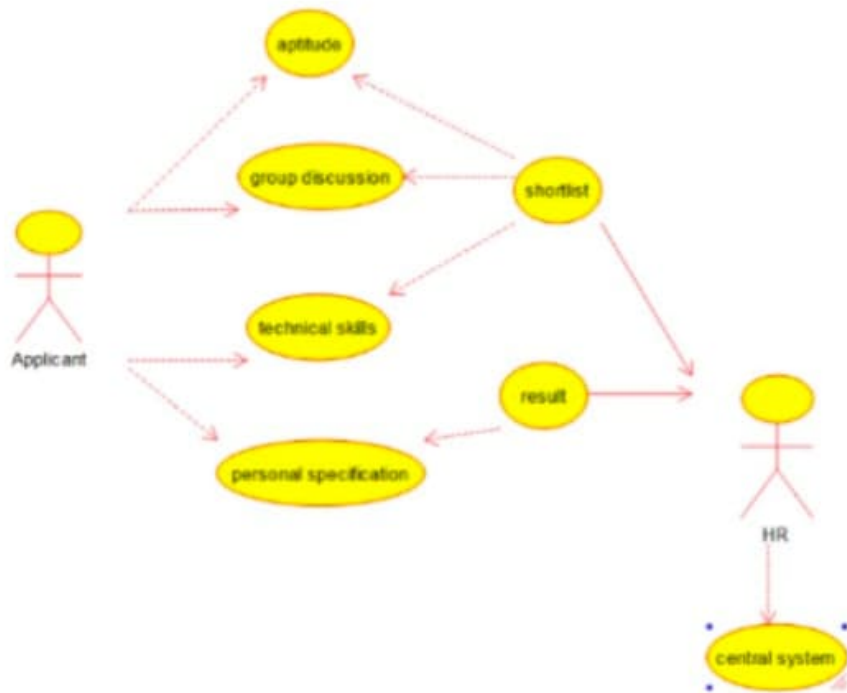 aptitude
group discussion
shortlist
Applicant
technical skills
result
personal specification
HR
central system